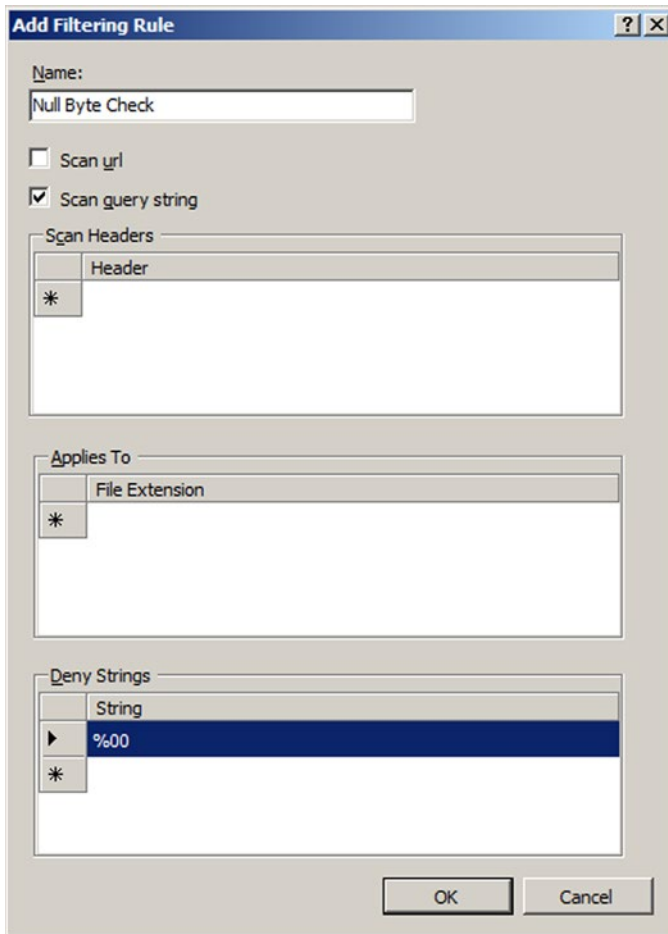 Add Filtering Rule
Name:
Null Byte Check
Scan url
Scan query string
Scan Headers
Header
Applies To
File Extension
Deny Strings
String
%00
OK Cancel